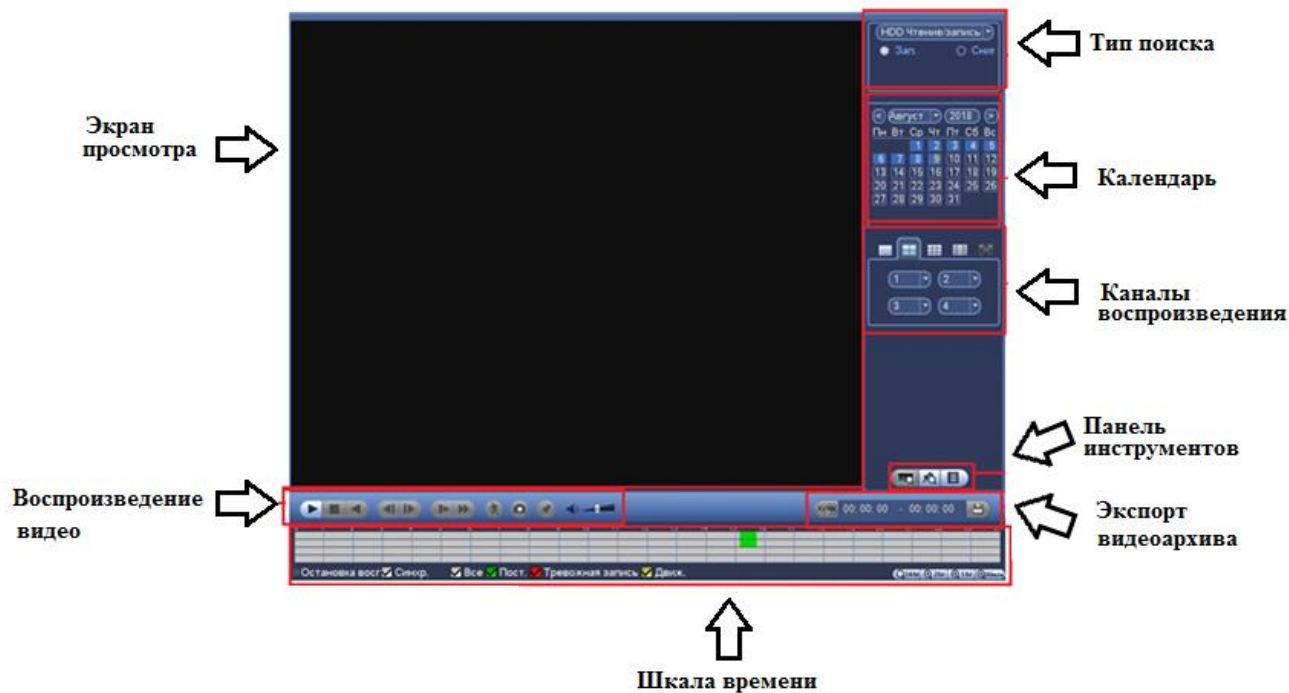 HDD Чтение/запись
Зап.
Тип поиска
Экран
просмотра
Август 2018
Пн Вт Ср Чт Пт Сб Вс
1 2 3 4 5
6 7 8 9 10 11 12
13 14 15 16 17 18 19
20 21 22 23 24 25 26
27 28 29 30 31
Календарь
1 2
3 4
Каналы
воспроизведения
Панель
инструментов
Воспроизведение
видео
00: 00: 00 - 00: 00: 00
Экспорт
видеоархива
Остановка восг Синхр. Все Пост. Тревожная запись Движ.
Шкала времени